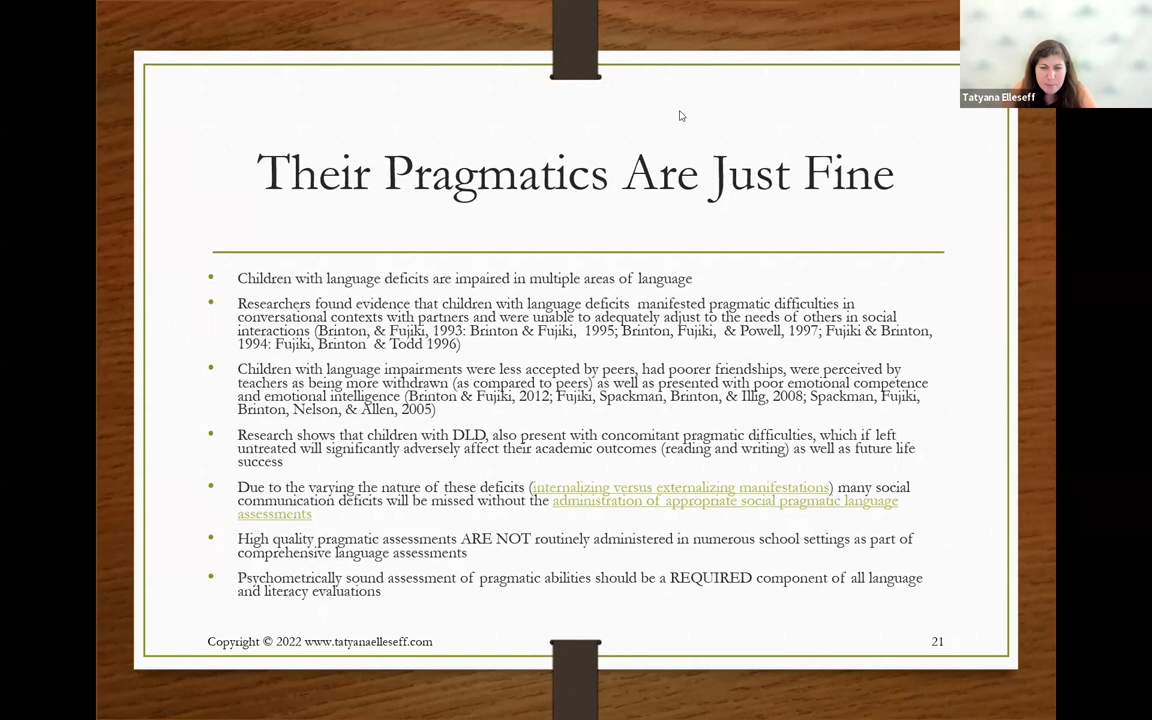 Tatyana Elleseff
Their Pragmatics Are Just Fine
• Children with language deficits are impaired in multiple areas of language
• Researchers found evidence that children with language deficits manifested pragmatic difficulties in
conversational contexts with partners and were unable to adequately adjust to the needs of others in social
interactions (Brinton, & Fujiki, 1993: Brinton & Fujiki, 1995; Brinton, Fujiki, & Powell, 1997; Fujiki & Brinton,
1994: Fujiki, Brinton & Todd 1996)
• Children with language impairments were less accepted by peers, had poorer friendships, were perceived by
teachers as being more withdrawn (as compared to peers) as well as presented with poor emotional competence
and emotional intelligence (Brinton & Fujiki, 2012; Fujiki, Spackman, Brinton, & Illig, 2008; Spackman, Fujiki,
Brinton, Nelson, & Allen, 2005)
• Research shows that children with DLD, also present with concomitant pragmatic difficulties, which if left
untreated will significantly adversely affect their academic outcomes (reading and writing) as well as future life
success
• Due to the varying the nature of these deficits (internalizing versus externalizing manifestations) many social
communication deficits will be missed without the administration of appropriate social pragmatic language
assessments
• High quality pragmatic assessments ARE NOT routinely administered in numerous school settings as part of
comprehensive language assessments
• Psychometrically sound assessment of pragmatic abilities should be a REQUIRED component of all language
and literacy evaluations
Copyright © 2022 www.tatyanaelleseff.com
21